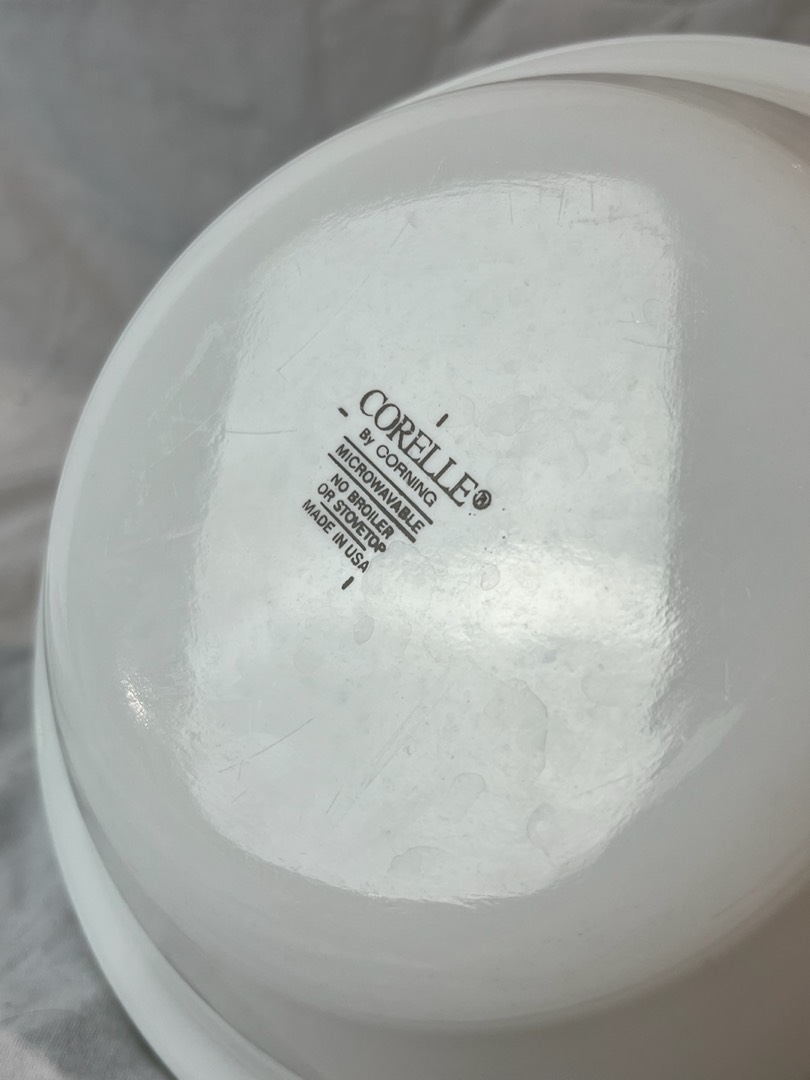 CORELLE®
By CORNING
MICROWAVABLE
NO BROILER
OR STOVETOP
MADE IN USA